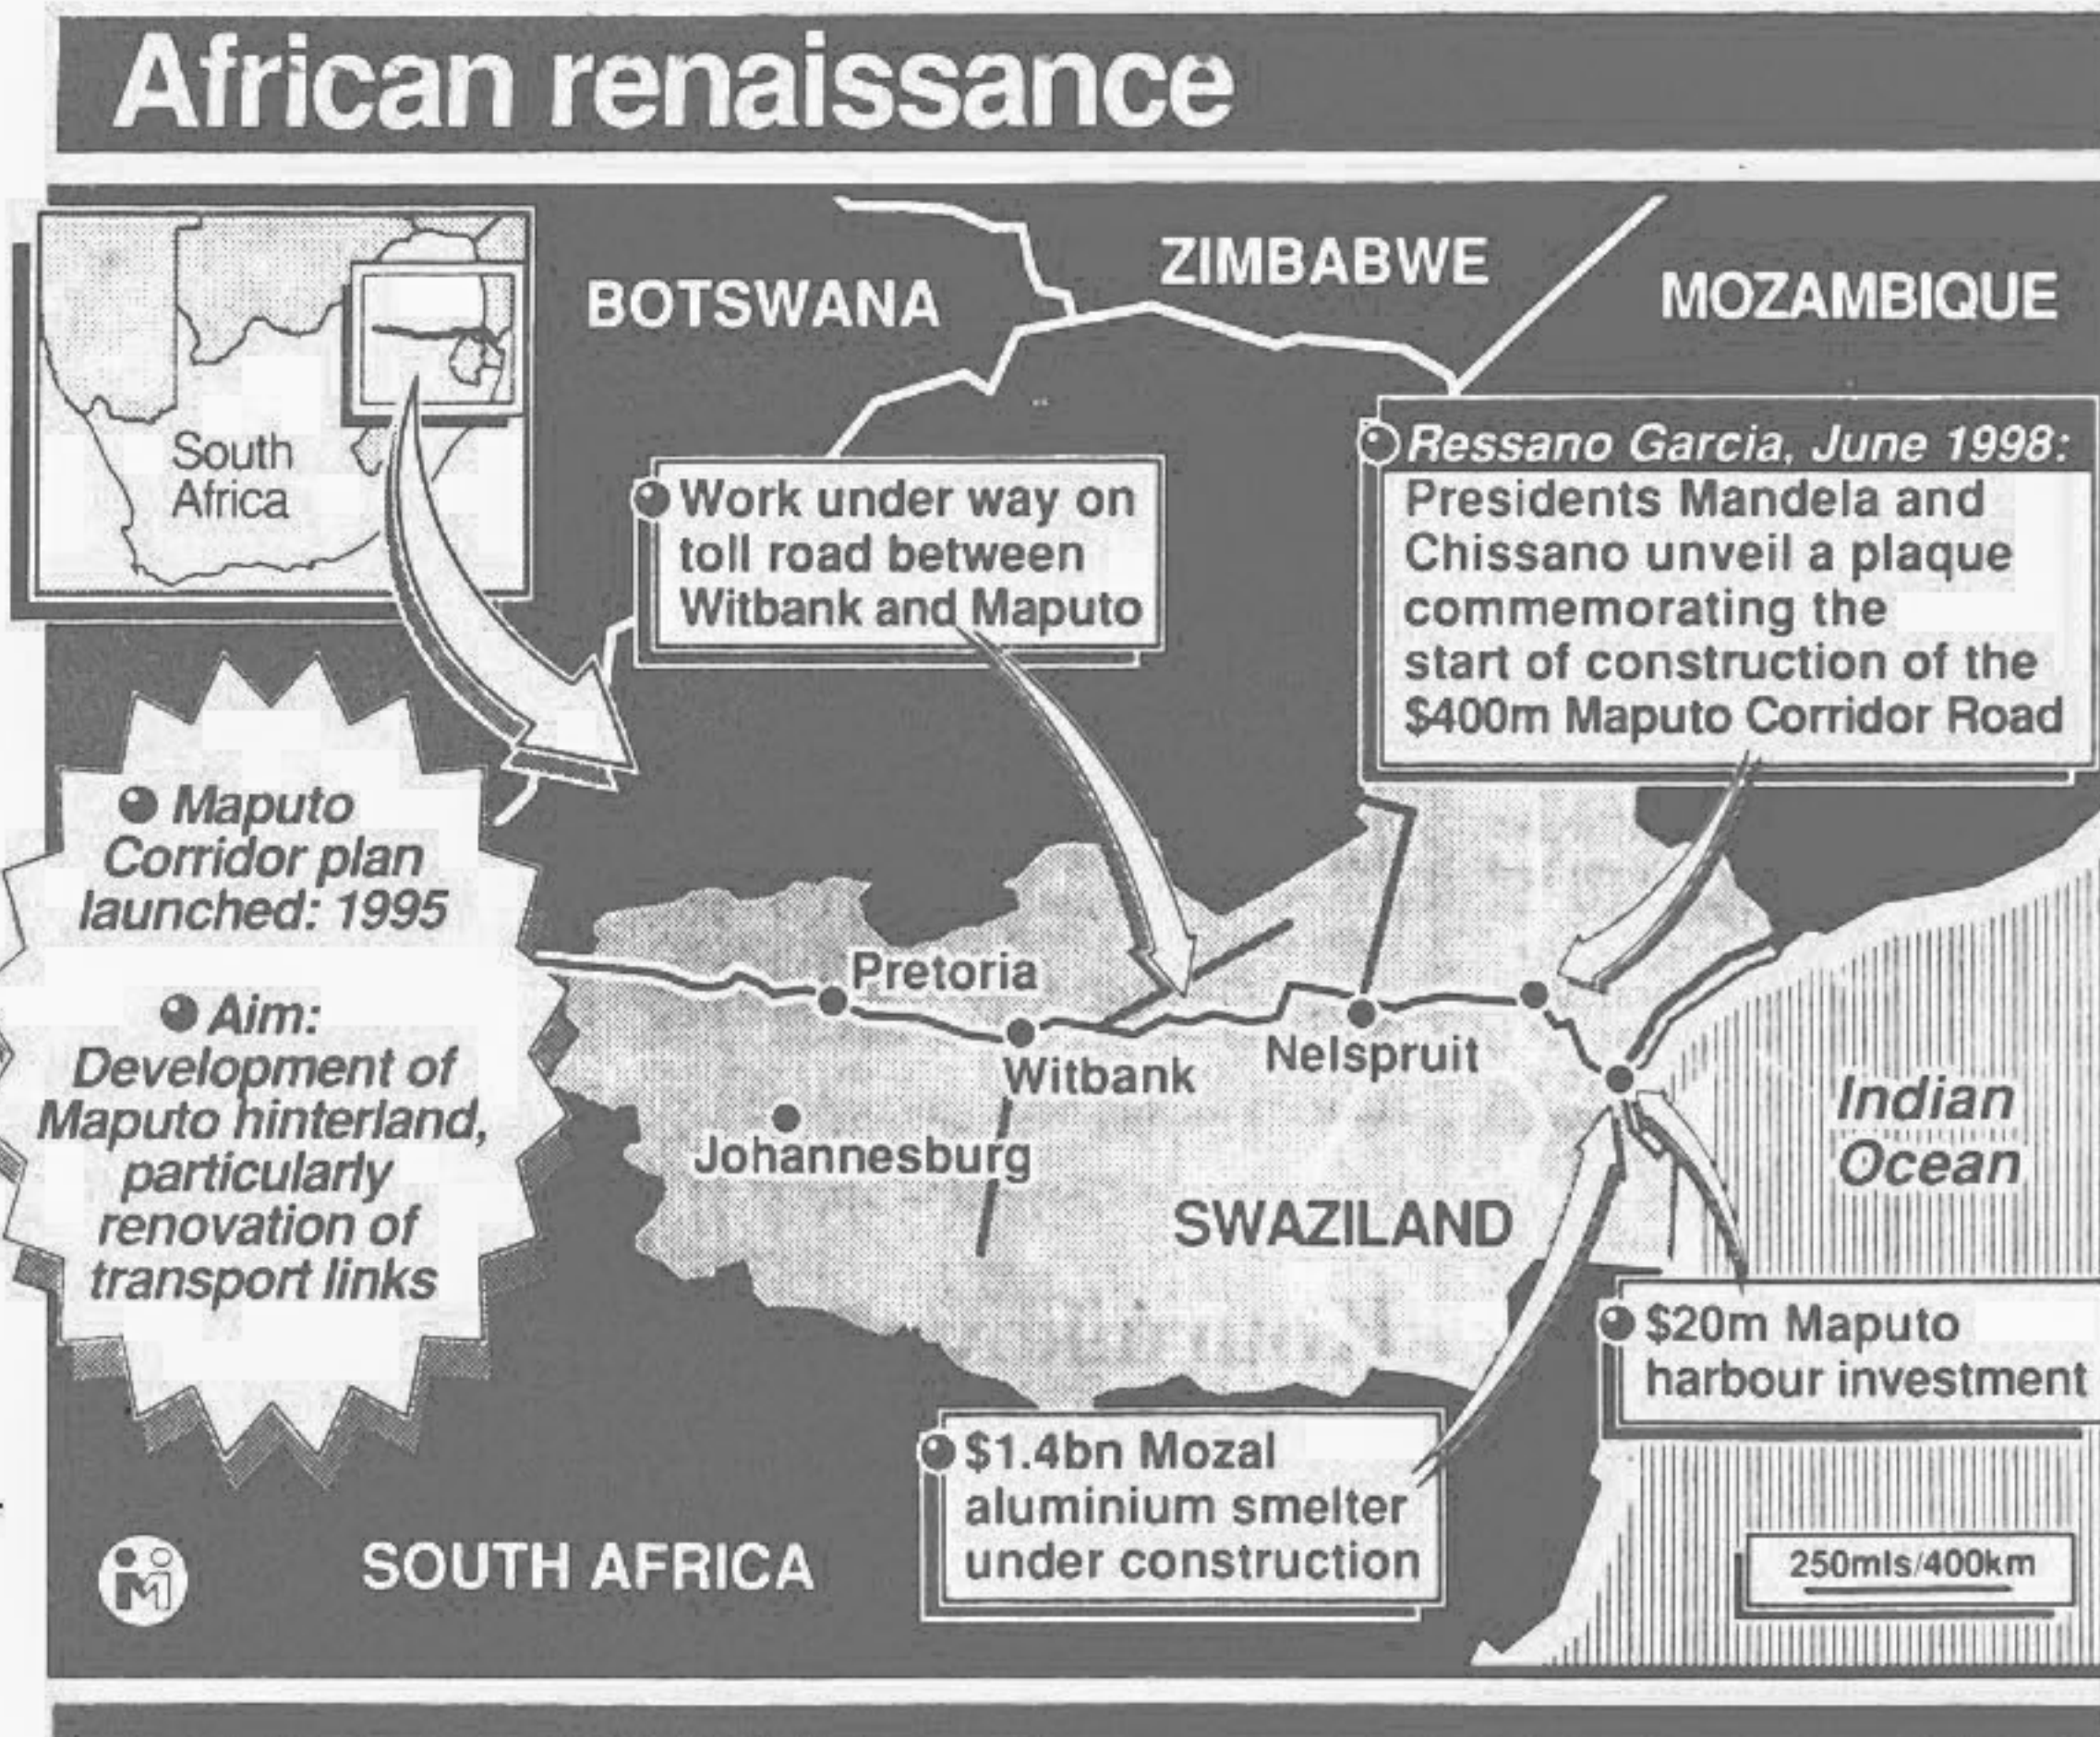 African renaissance
BOTSWANA
ZIMBABWE
MOZAMBIQUE
South
Africa
Work under way on
toll road between
Witbank and Maputo
Ressano Garcia, June 1998:
Presidents Mandela and
Chissano unveil a plaque
commemorating the
start of construction of the
$400m Maputo Corridor Road
Maputo
Corridor plan
launched: 1995
Aim:
Development of
Maputo hinterland,
particularly
renovation of
transport links
Pretoria
Witbank
Nelspruit
Johannesburg
SWAZILAND
Indian
Ocean
$20m Maputo
harbour investment
$1.4bn Mozal
aluminium smelter
under construction
SOUTH AFRICA
250mls/400km